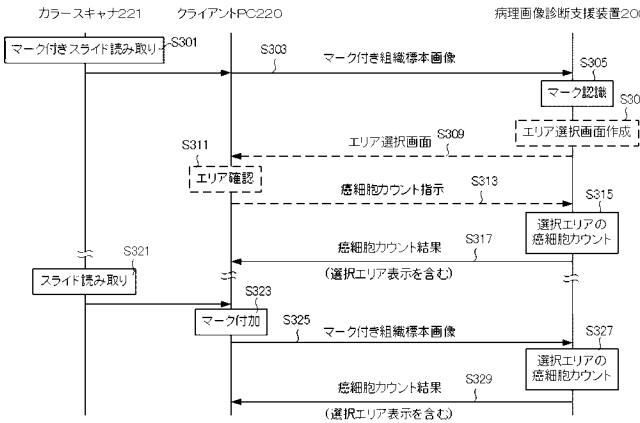 カラースキャナ221
クライアントPC220
病理画像診断支援装置200
マーク付きスライド読み取り
S301
S303
マーク付き組織標本画像
S305
マーク認識
S30
エリア選択画面作成
エリア選択画面
S309
S311
エリア確認
癌細胞カウント指示
S313
S315
選択エリアの
癌細胞カウント
癌細胞カウント結果
S317
(選択エリア表示を含む)
S321
スライド読み取り
S323
マーク付加
S325
マーク付き組織標本画像
S327
選択エリアの
癌細胞カウント
癌細胞カウント結果
S329
(選択エリア表示を含む)